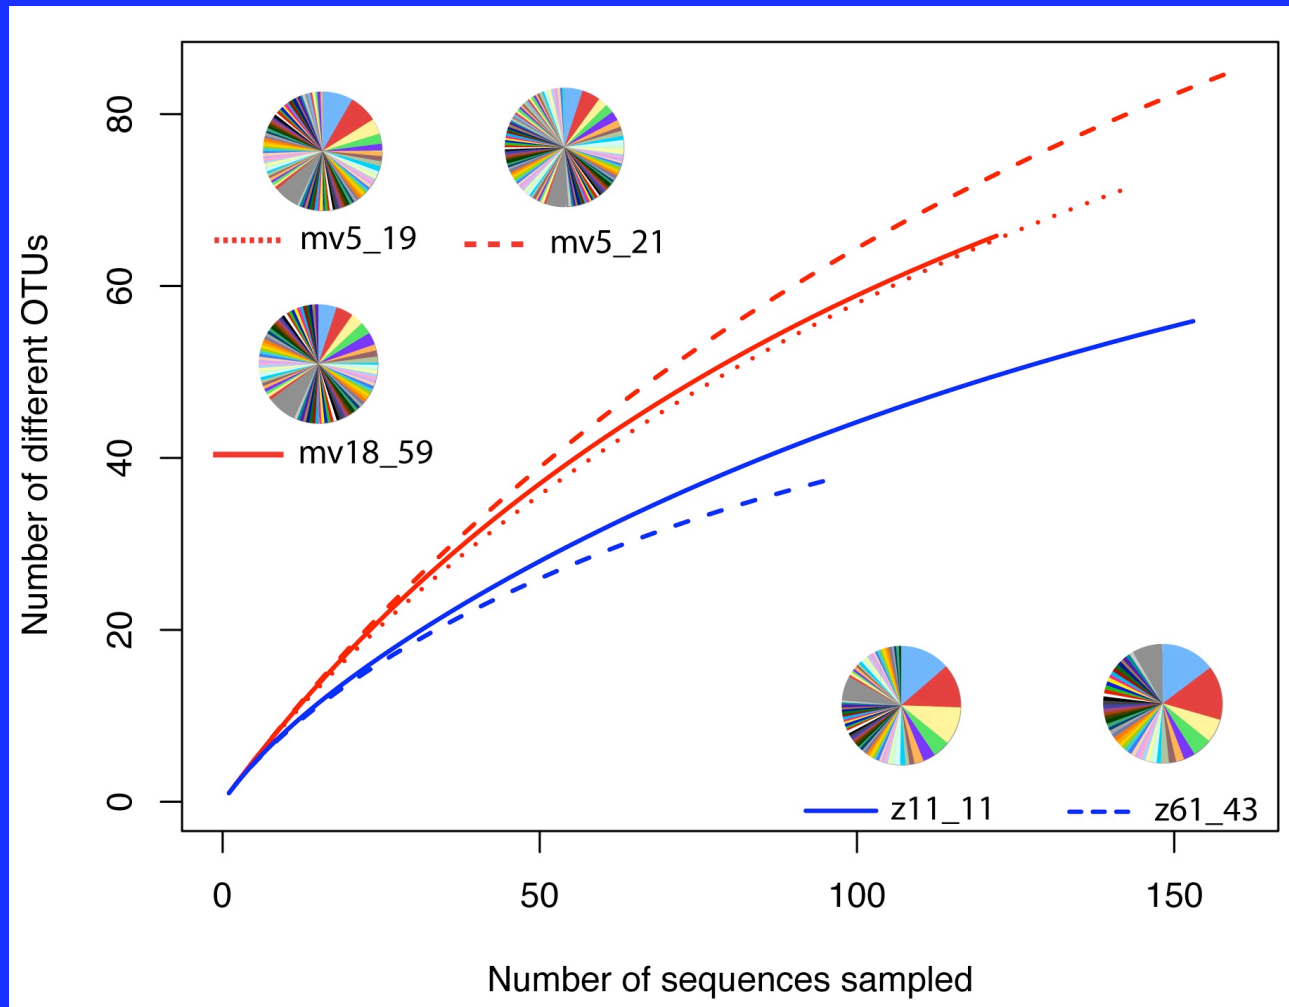 Number of different OTUs
80
60
40
20
0
mv5_19
mv5_21
mv18_59
z11_11
z61_43
0
50
100
150
Number of sequences sampled